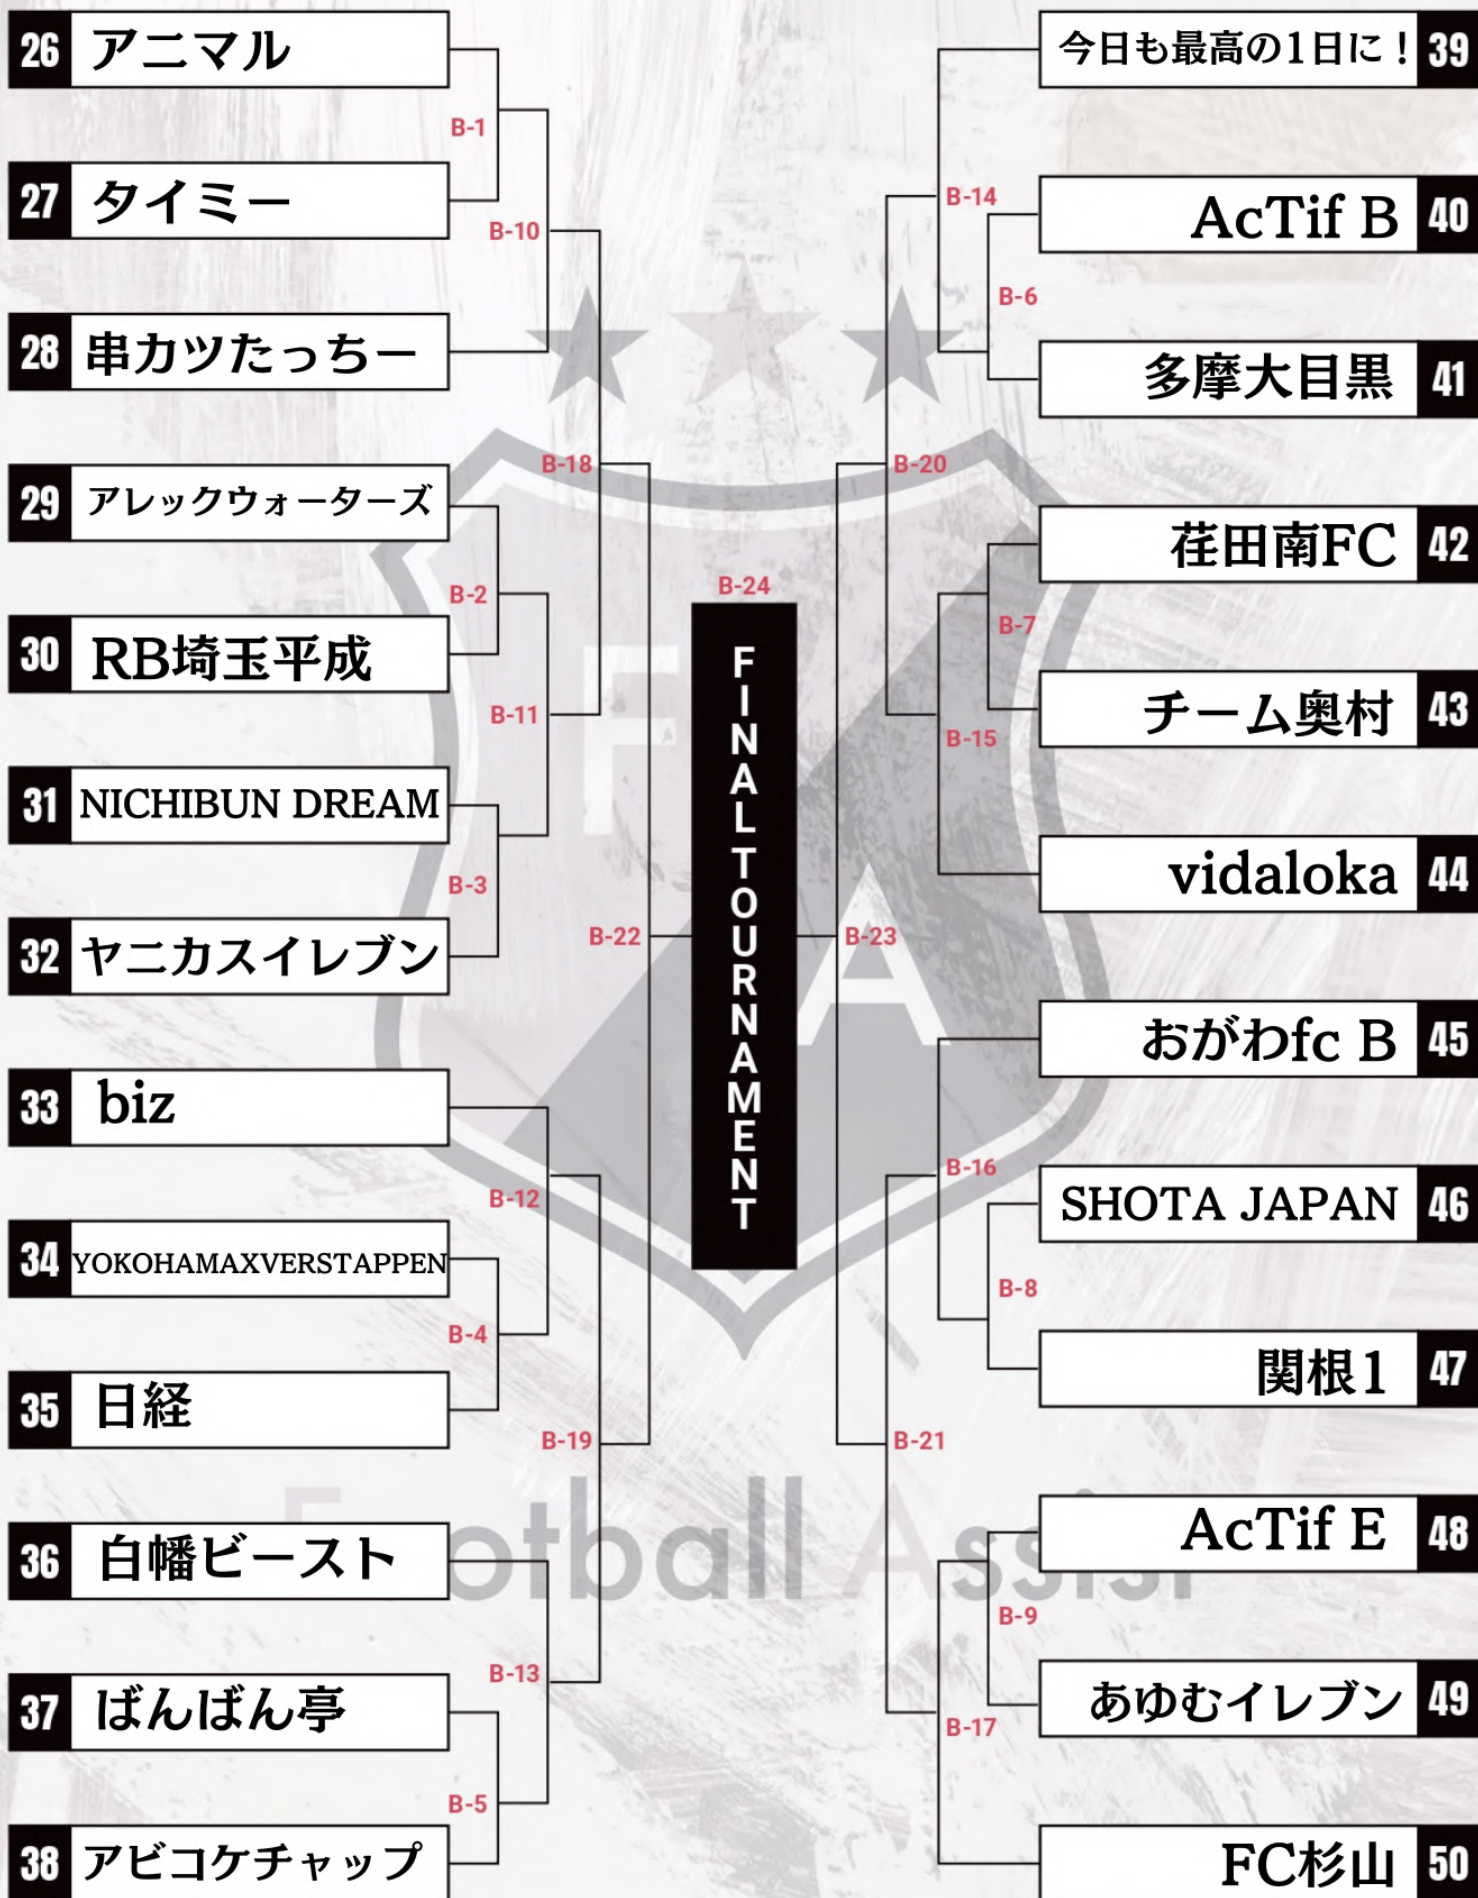 26 アニマル
B-1
27 タイミー
B-10
28 串カツたっちー
B-18
29 アレックウォーターズ
B-2
30 RB埼玉平成
B-11
31 NICHIBUN DREAM
B-3
32 ヤニカスイレブン
B-22
33 biz
B-12
34 YOKOHAMAXVERSTAPPEN
B-4
35 日経
B-19
36 白幡ビースト
B-13
37 ばんばん亭
B-5
38 アビコケチャップ
B-24
FINAL TOURNAMENT
今日も最高の1日に! 39
B-14
AcTif B 40
B-6
多摩大目黒 41
B-20
荏田南FC 42
B-7
チーム奥村 43
B-15
vidaloka 44
B-23
おがわfc B 45
B-16
SHOTA JAPAN 46
B-8
関根1 47
B-21
AcTif E 48
B-9
あゆむイレブン 49
B-17
FC杉山 50
F A
Football Assist